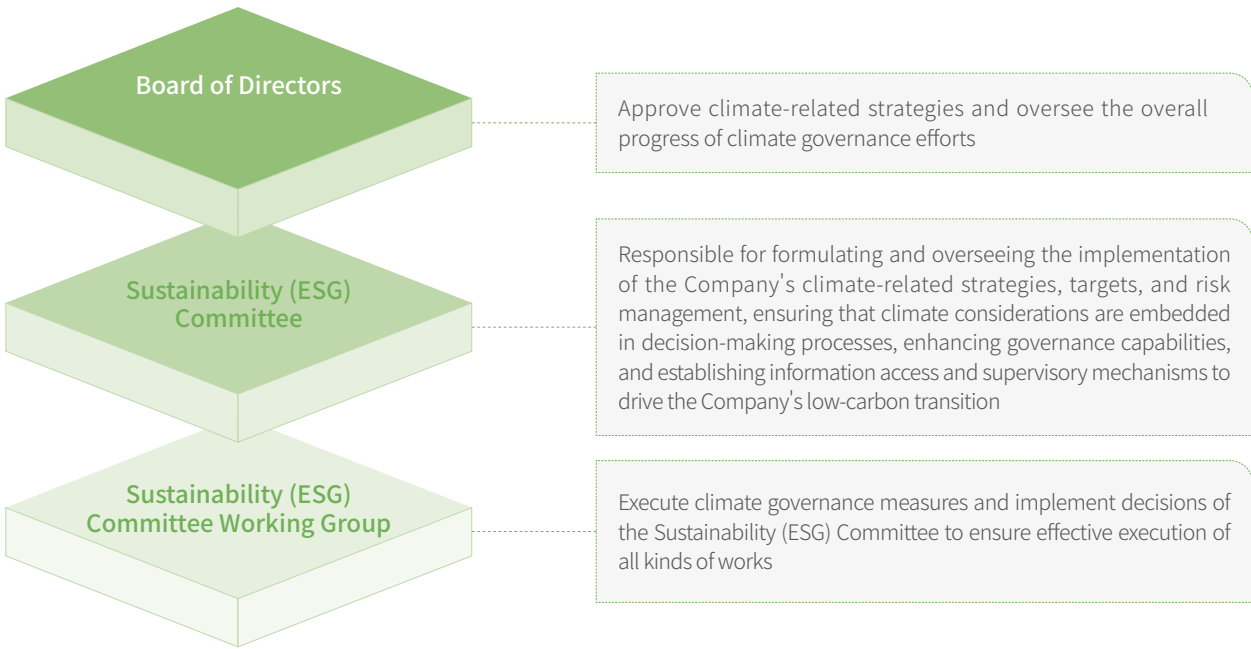 Board of Directors
Approve climate-related strategies and oversee the overall
progress of climate governance efforts
Sustainability (ESG)
Committee
Responsible for formulating and overseeing the implementation
of the Company's climate-related strategies, targets, and risk
management, ensuring that climate considerations are embedded
in decision-making processes, enhancing governance capabilities,
and establishing information access and supervisory mechanisms to
drive the Company's low-carbon transition
Sustainability (ESG)
Committee Working Group
Execute climate governance measures and implement decisions of
the Sustainability (ESG) Committee to ensure effective execution of
all kinds of works